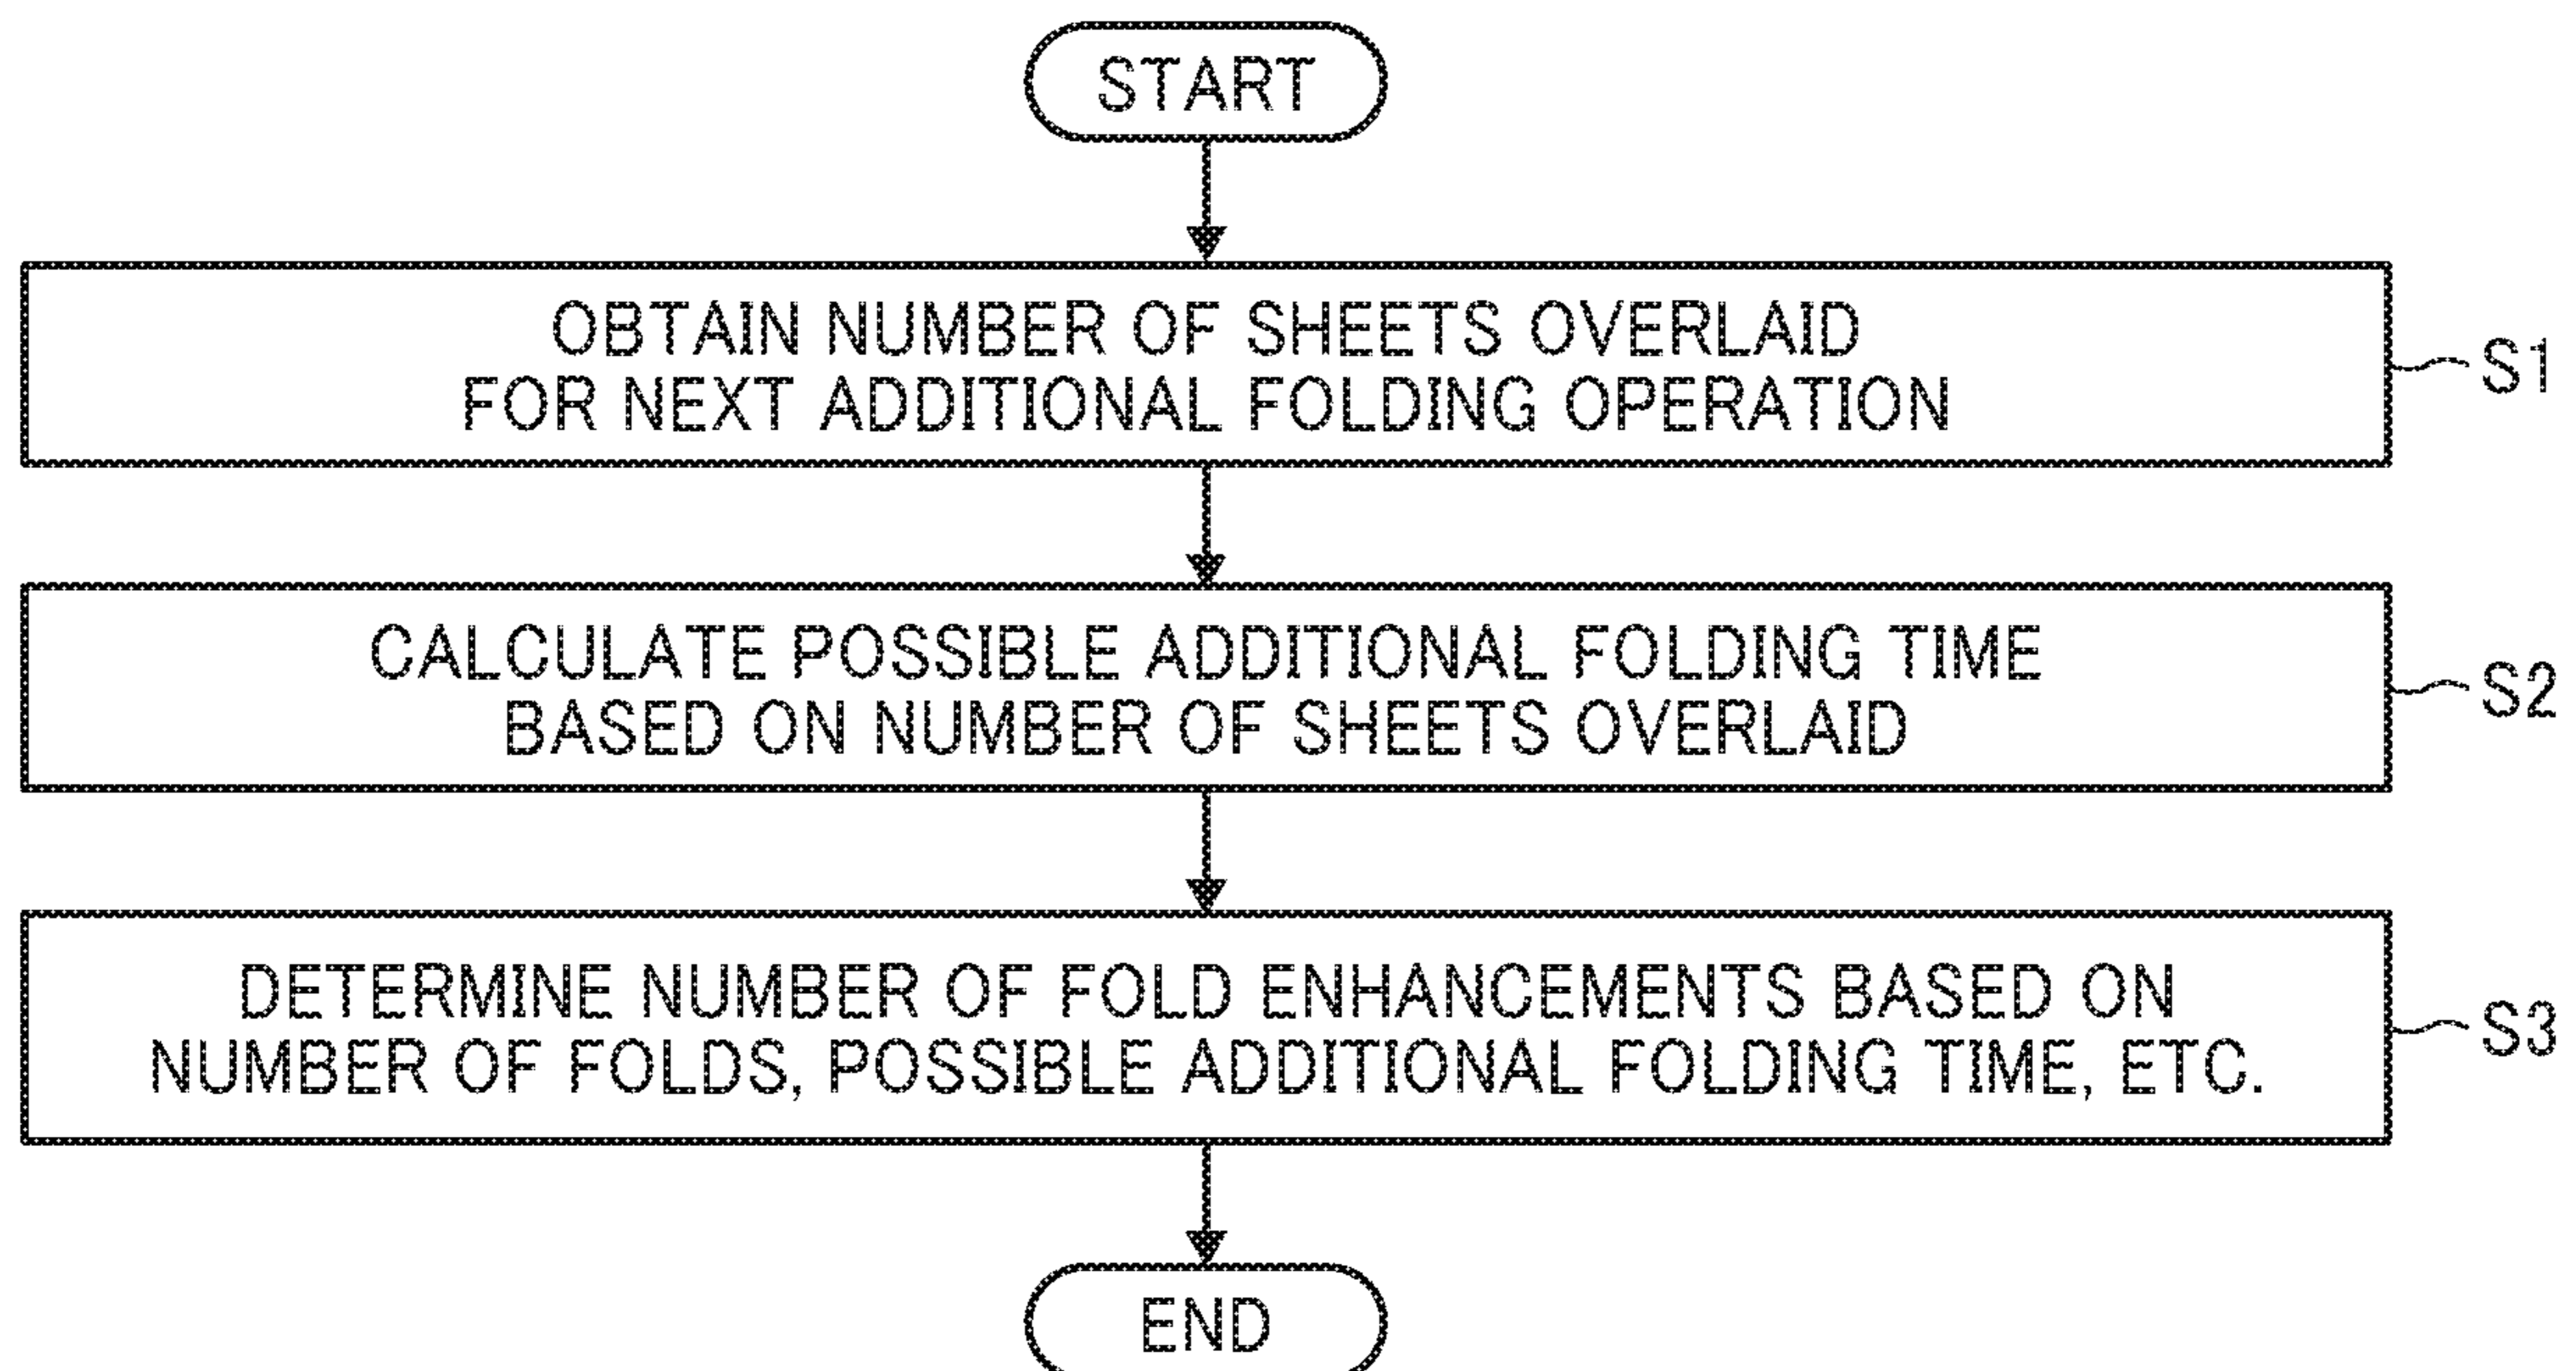 START
OBTAIN NUMBER OF SHEETS OVERLAID
FOR NEXT ADDITIONAL FOLDING OPERATION
S1
CALCULATE POSSIBLE ADDITIONAL FOLDING TIME
BASED ON NUMBER OF SHEETS OVERLAID
S2
DETERMINE NUMBER OF FOLD ENHANCEMENTS BASED ON
NUMBER OF FOLDS, POSSIBLE ADDITIONAL FOLDING TIME, ETC.
S3
END